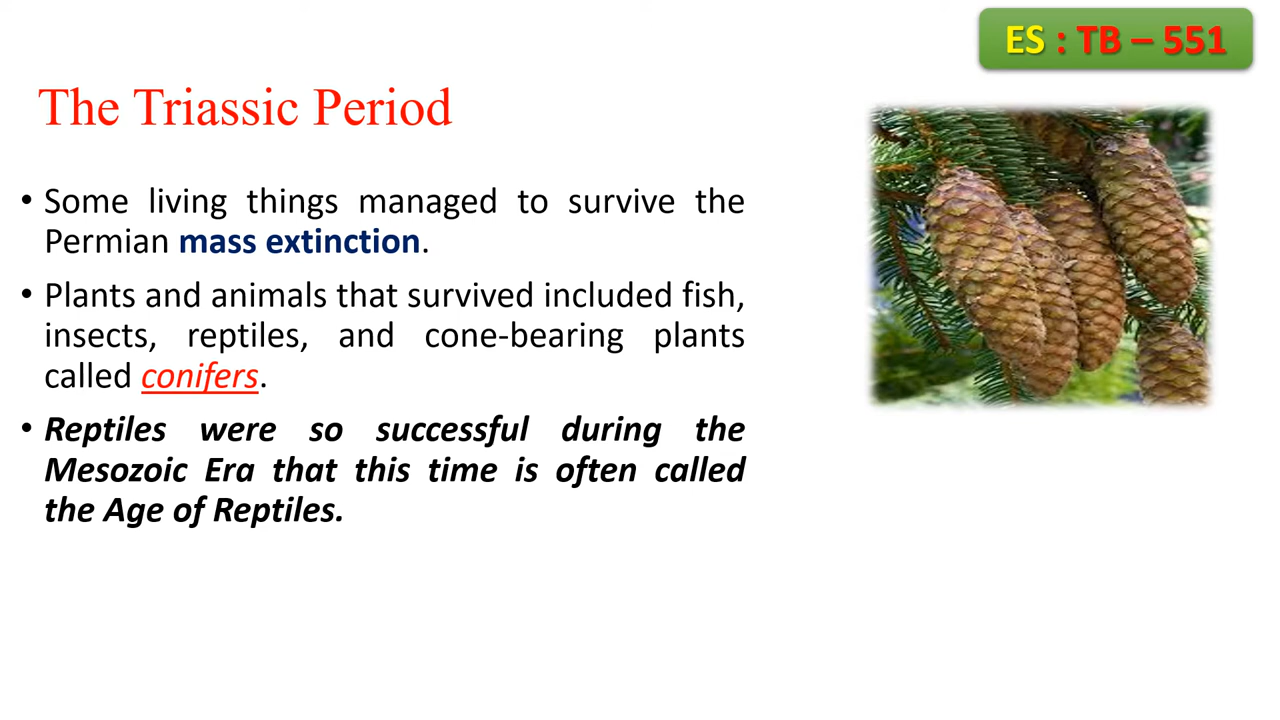 ES : TB – 551
The Triassic Period
• Some living things managed to survive the
Permian mass extinction.
• Plants and animals that survived included fish,
insects, reptiles, and cone-bearing plants
called conifers.
• Reptiles were so successful during the
Mesozoic Era that this time is often called
the Age of Reptiles.